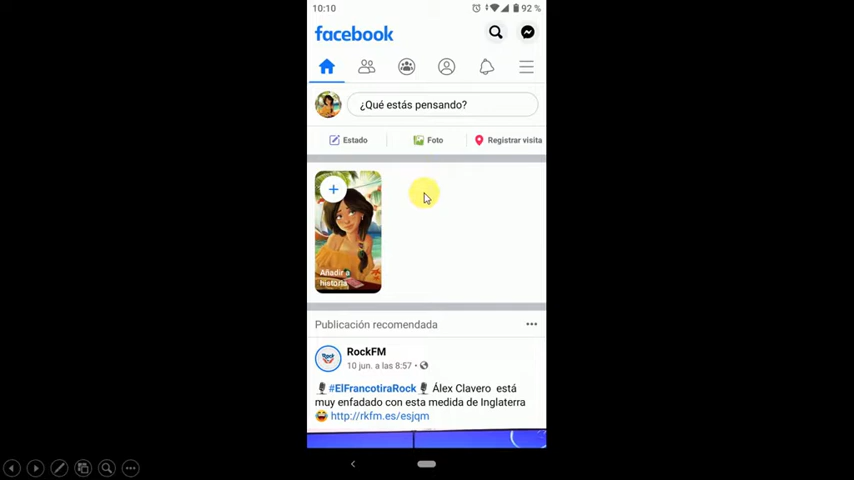 10:10
92 %
facebook
¿Qué estás pensando?
Estado
Foto
Registrar visita
Añadir a
historia
Publicación recomendada
Rock
RockFM
10 jun. a las 8:57 •
#ElFrancotiraRock Álex Clavero está
muy enfadado con esta medida de Inglaterra
http://rkfm.es/esjqm